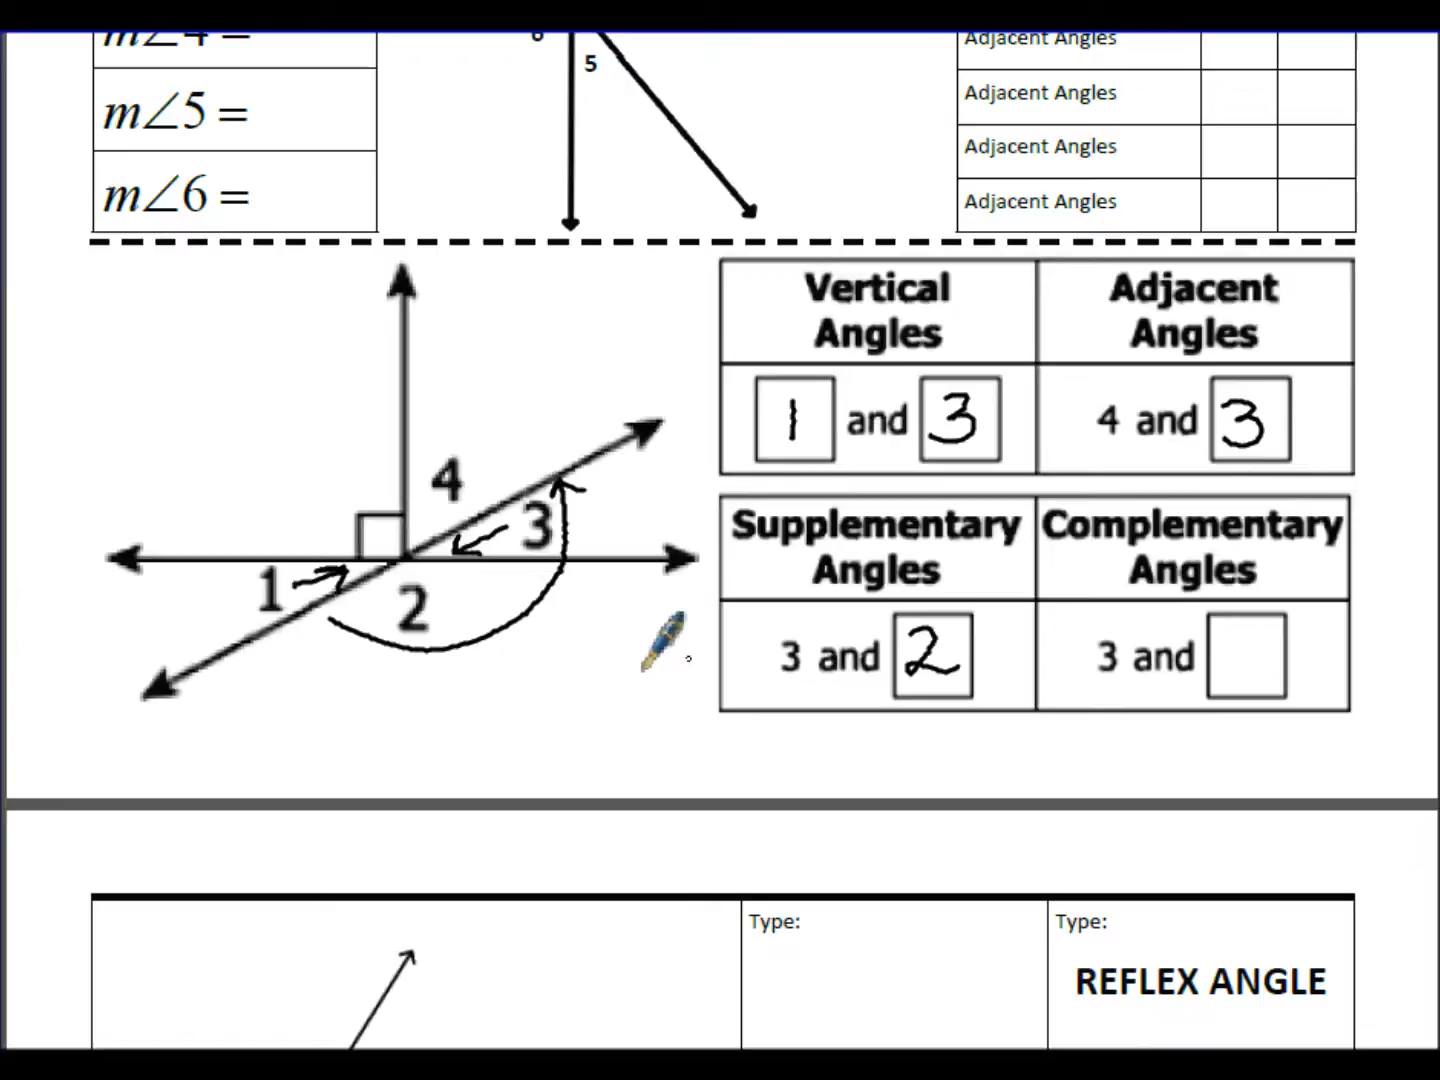 m∠4 =
m∠5 =
m∠6 =
6
5
Adjacent Angles
Adjacent Angles
Adjacent Angles
Adjacent Angles
4
3
1
2
Vertical Angles
Adjacent Angles
1 and 3
4 and 3
Supplementary Angles
Complementary Angles
3 and 2
3 and
Type:
Type:
REFLEX ANGLE